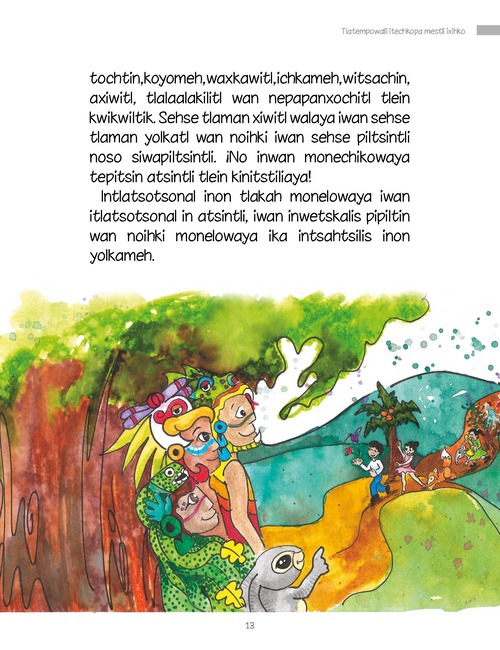 Tlatempowalli itechkopa mestli ixihko
tochtin, koyomeh, waxkawitl, ichkameh, witsachin,
axiwitl, tlalaalakilitl wan nepapanxochitl tlein
kwikwiltik. Sehse tlaman xiwitl walaya iwan sehse
tlaman yolkatl wan noihki iwan sehse piltsintli
noso siwapiltsintli. ¡No inwan monechikowaya
tepitsin atsintli tlein kinitstiliaya!
Intlatsotsonal inon tlakah monelowaya iwan
itlatsotsonal in atsintli, iwan inwetskalis pipiltin
wan noihki monelowaya ika intsahtsilis inon
yolkameh.
13